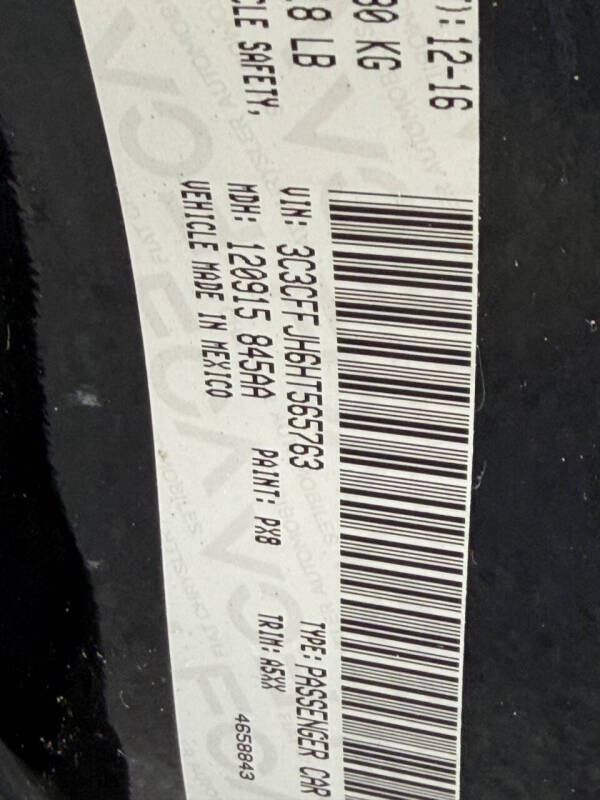 ): 12-16
80 KG
8 LB
CLE SAFETY,
VIN: 3C3CFFJH6HT565763
TYPE: PASSENGER CAR
MDH: 120915 845AA
PAINT: PX8
TRIM: A5XX
VEHICLE MADE IN MEXICO
4658843